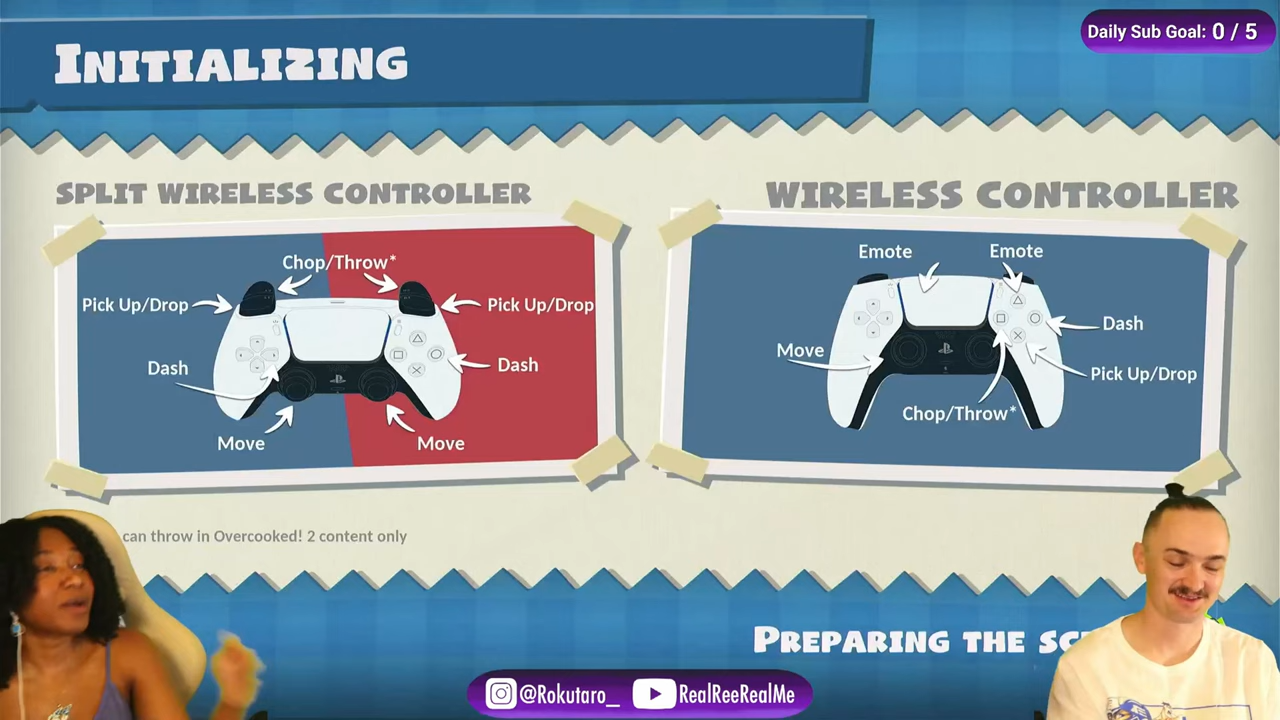 INITIALIZING
Daily Sub Goal: 0 / 5
SPLIT WIRELESS CONTROLLER
WIRELESS CONTROLLER
Chop/Throw*
Pick Up/Drop
Pick Up/Drop
Dash
Dash
Move
Move
Emote
Emote
Dash
Move
Pick Up/Drop
Chop/Throw*
can throw in Overcooked! 2 content only
PREPARING THE
@Rokutaro_
RealReeRealMe